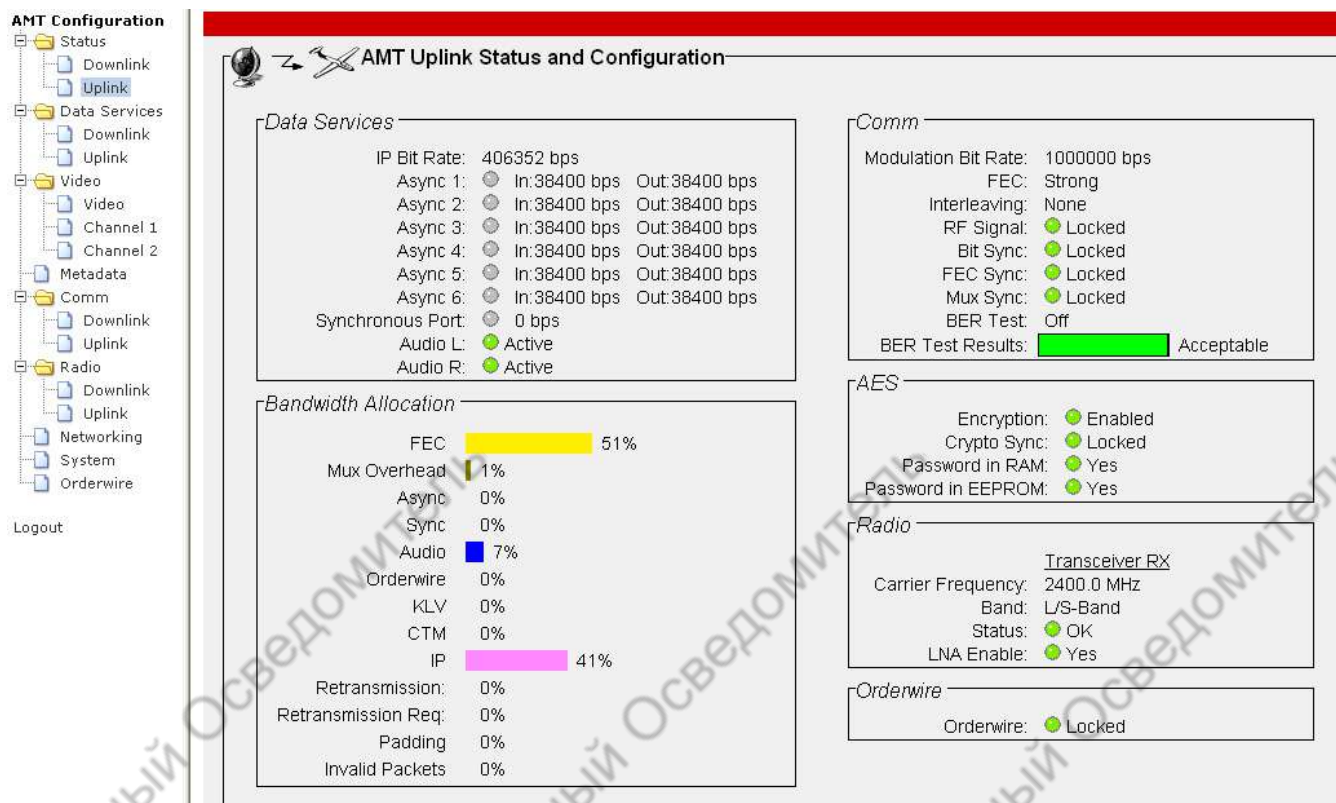 AMT Configuration
Status
Downlink
Uplink
Data Services
Downlink
Uplink
Video
Video
Channel 1
Channel 2
Metadata
Comm
Downlink
Uplink
Radio
Downlink
Uplink
Networking
System
Orderwire
Logout
AMT Uplink Status and Configuration
Data Services
IP Bit Rate: 406352 bps
Async 1: In:38400 bps Out:38400 bps
Async 2: In:38400 bps Out:38400 bps
Async 3: In:38400 bps Out:38400 bps
Async 4: In:38400 bps Out:38400 bps
Async 5: In:38400 bps Out:38400 bps
Async 6: In:38400 bps Out:38400 bps
Synchronous Port: 0 bps
Audio L: Active
Audio R: Active
Bandwidth Allocation
FEC 51%
Mux Overhead 1%
Async 0%
Sync 0%
Audio 7%
Orderwire 0%
KLV 0%
CTM 0%
IP 41%
Retransmission: 0%
Retransmission Req: 0%
Padding 0%
Invalid Packets 0%
Comm
Modulation Bit Rate: 1000000 bps
FEC: Strong
Interleaving: None
RF Signal: Locked
Bit Sync: Locked
FEC Sync: Locked
Mux Sync: Locked
BER Test: Off
BER Test Results: Acceptable
AES
Encryption: Enabled
Crypto Sync: Locked
Password in RAM: Yes
Password in EEPROM: Yes
Radio
Transceiver RX
Carrier Frequency: 2400.0 MHz
Band: L/S-Band
Status: OK
LNA Enable: Yes
Orderwire
Orderwire: Locked
ный Осведомитель
ный Осведомитель
ный Осведомитель